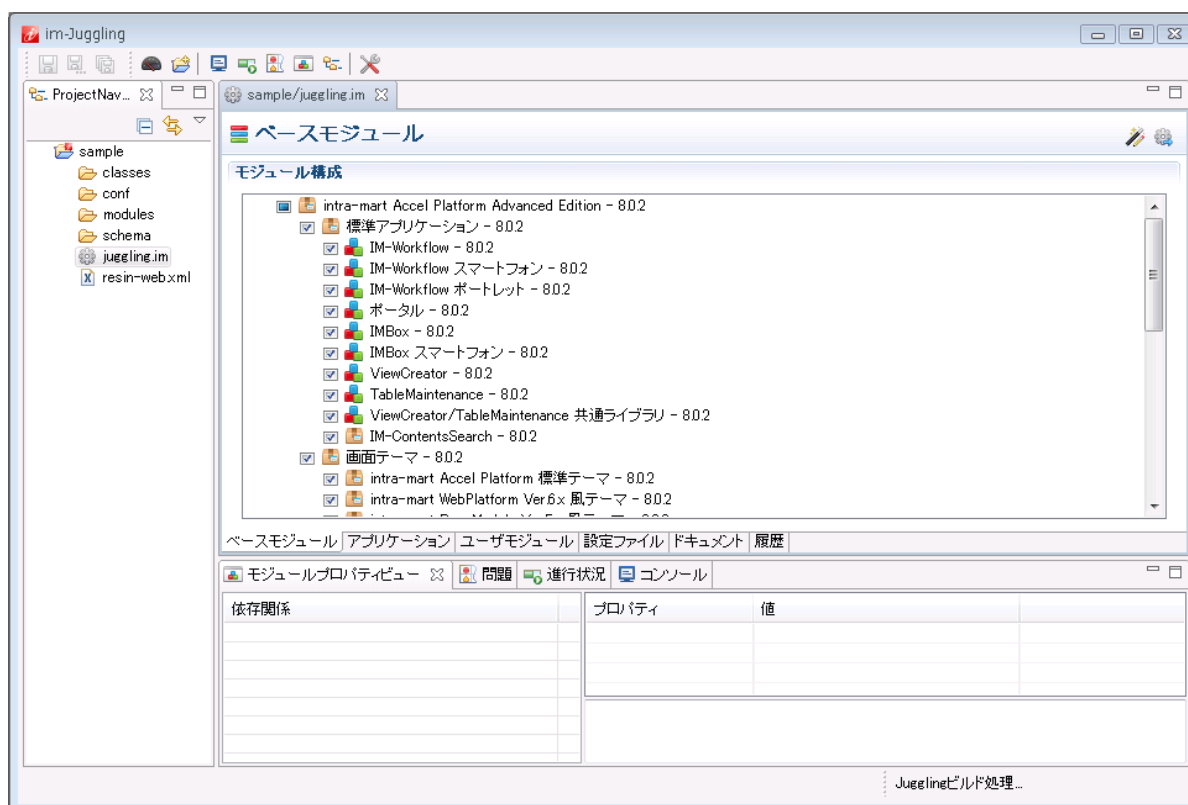 im-Juggling
ProjectNav...
sample
classes
conf
modules
schema
juggling.im
resin-web.xml
sample/juggling.im
ベースモジュール
モジュール構成
intra-mart Accel Platform Advanced Edition - 8.0.2
標準アプリケーション - 8.0.2
IM-Workflow - 8.0.2
IM-Workflow スマートフォン - 8.0.2
IM-Workflow ポートレット - 8.0.2
ポータル - 8.0.2
IMBox - 8.0.2
IMBox スマートフォン - 8.0.2
ViewCreator - 8.0.2
TableMaintenance - 8.0.2
ViewCreator/TableMaintenance 共通ライブラリ - 8.0.2
IM-ContentsSearch - 8.0.2
画面テーマ - 8.0.2
intra-mart Accel Platform 標準テーマ - 8.0.2
intra-mart WebPlatform Ver.6.x 風テーマ - 8.0.2
ベースモジュール アプリケーション ユーザモジュール 設定ファイル ドキュメント 履歴
モジュールプロパティビュー 問題 進行状況 コンソール
依存関係
プロパティ 値
Jugglingビルド処理...